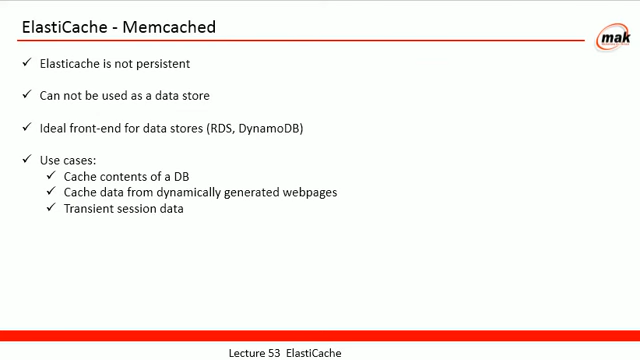 ElastiCache - Memcached
mak
Elasticache is not persistent
Can not be used as a data store
Ideal front-end for data stores (RDS, DynamoDB)
Use cases:
Cache contents of a DB
Cache data from dynamically generated webpages
Transient session data
Lecture 53 ElastiCache